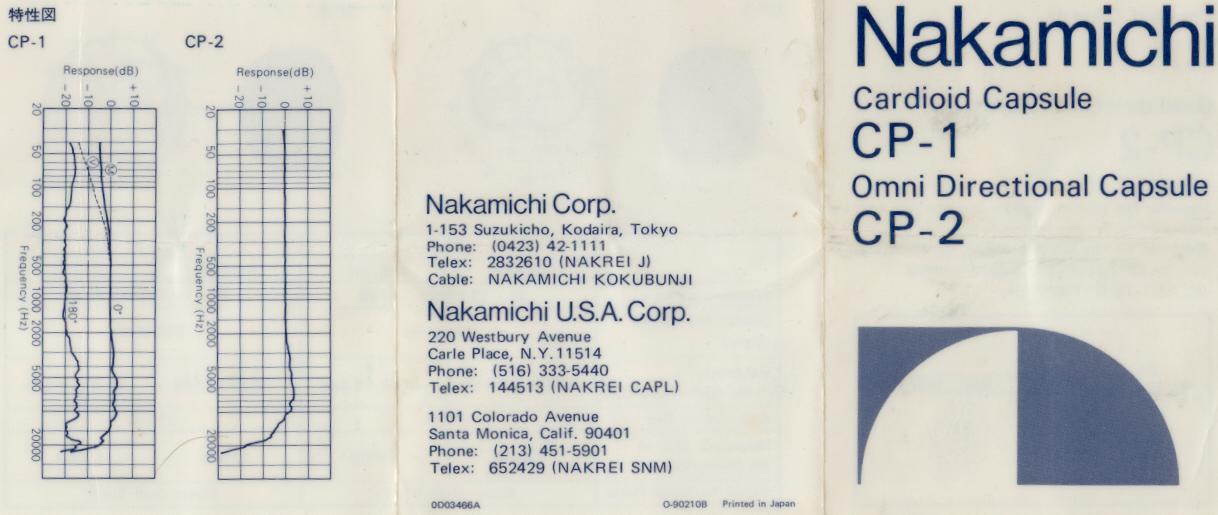 特性図
CP-1
CP-2
Response(dB)
-20 -10 0 +10
20
50
100
200
500
1000
2000
5000
20000
Frequency (Hz)
V
M
0°
180°
Response(dB)
-20 -10 0 +10
20
50
100
200
500
1000
2000
5000
20000
Frequency (Hz)
Nakamichi Corp.
1-153 Suzukicho, Kodaira, Tokyo
Phone: (0423) 42-1111
Telex: 2832610 (NAKREI J)
Cable: NAKAMICHI KOKUBUNJI
Nakamichi U.S.A. Corp.
220 Westbury Avenue
Carle Place, N.Y. 11514
Phone: (516) 333-5440
Telex: 144513 (NAKREI CAPL)
1101 Colorado Avenue
Santa Monica, Calif. 90401
Phone: (213) 451-5901
Telex: 652429 (NAKREI SNM)
0D03466A
O-90210B Printed in Japan
Nakamichi
Cardioid Capsule
CP-1
Omni Directional Capsule
CP-2